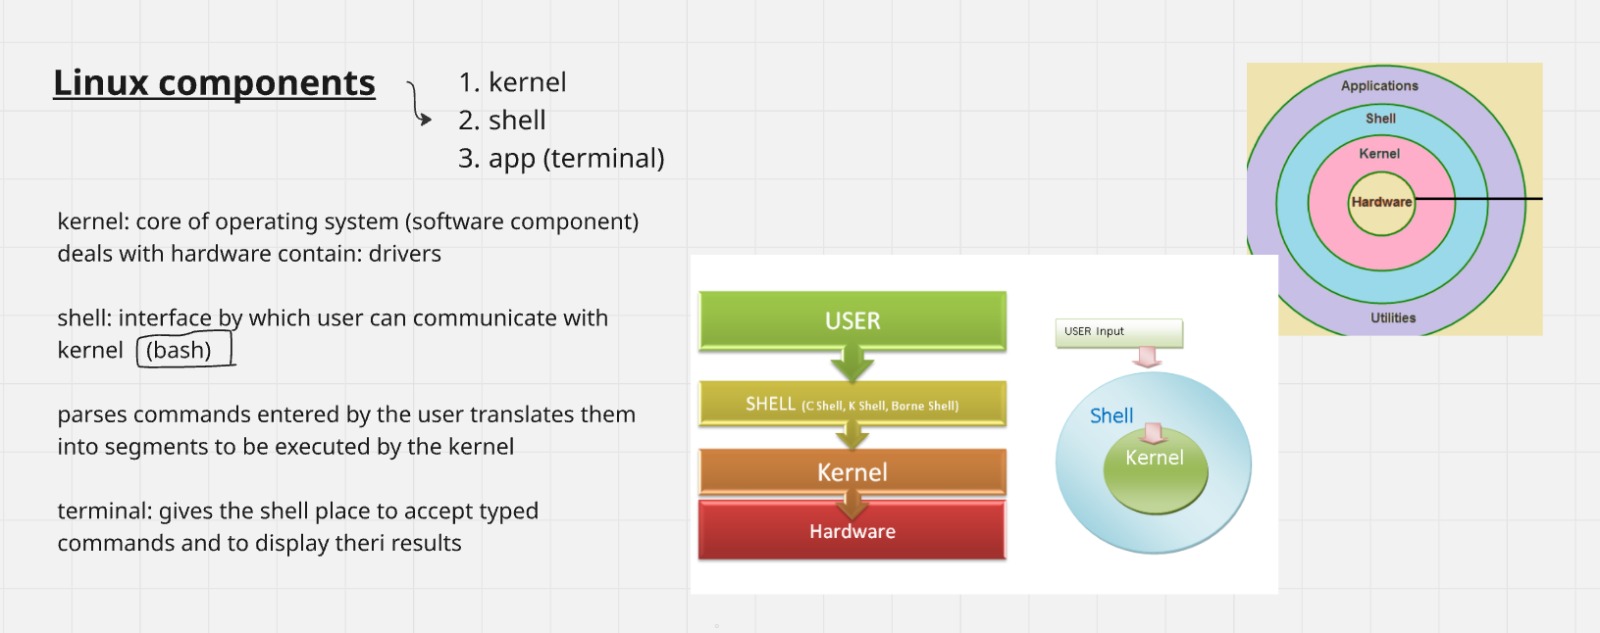 Linux components
1. kernel
2. shell
3. app (terminal)
kernel: core of operating system (software component)
deals with hardware contain: drivers
shell: interface by which user can communicate with
kernel (bash)
parses commands entered by the user translates them
into segments to be executed by the kernel
terminal: gives the shell place to accept typed
commands and to display theri results
USER
SHELL (C Shell, K Shell, Borne Shell)
Kernel
Hardware
USER Input
Shell
Kernel
Applications
Shell
Kernel
Hardware
Utilities